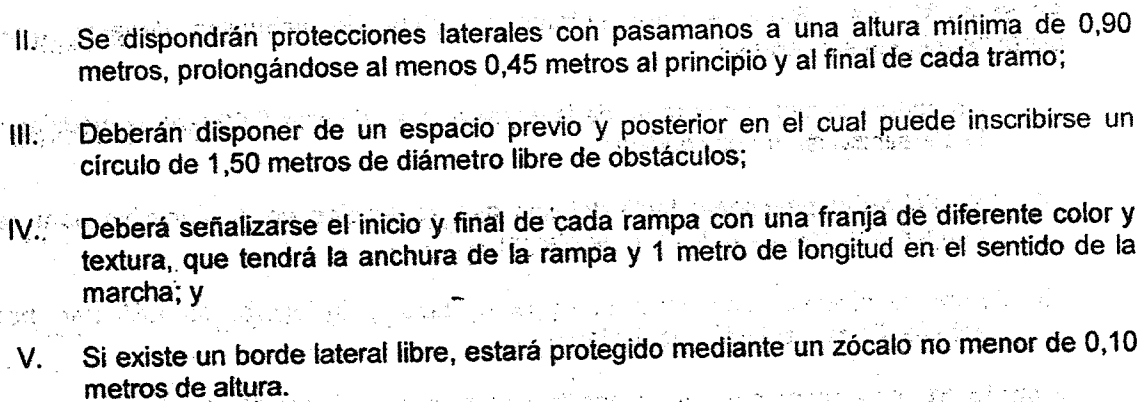 II. Se dispondrán protecciones laterales con pasamanos a una altura mínima de 0,90
metros, prolongándose al menos 0,45 metros al principio y al final de cada tramo;
III. Deberán disponer de un espacio previo y posterior en el cual puede inscribirse un
círculo de 1,50 metros de diámetro libre de obstáculos;
IV. Deberá señalizarse el inicio y final de cada rampa con una franja de diferente color y
textura, que tendrá la anchura de la rampa y 1 metro de longitud en el sentido de la
marcha; y
V. Si existe un borde lateral libre, estará protegido mediante un zócalo no menor de 0,10
metros de altura.